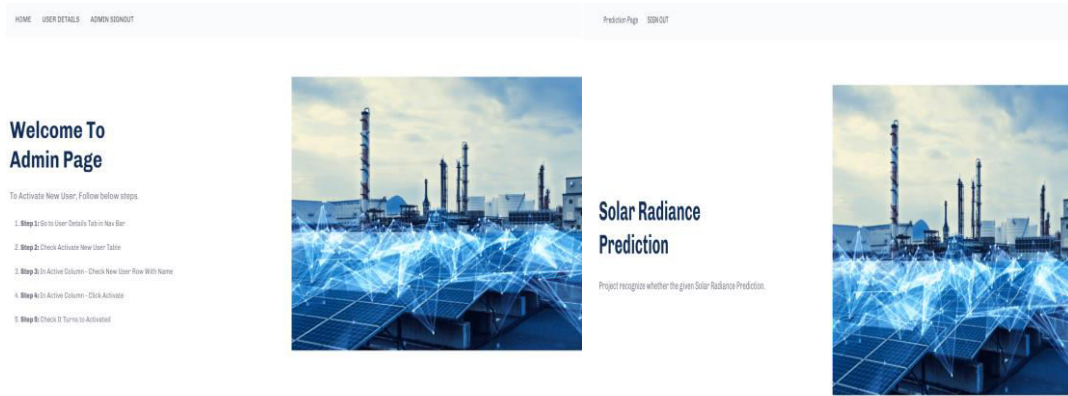 HOME USER DETAILS ADMIN SIGNOUT
Welcome To
Admin Page
To Activate New User, Follow below steps.
1. Step 1: Go to User Details Tab in Nav Bar
2. Step 2: Check Activate New User Table
3. Step 3: In Active Column - Check New User Row With Name
4. Step 4: In Active Column - Click Activate
5. Step 5: Check It Turns to Activated
Prediction Page SIGN OUT
Solar Radiance
Prediction
Project recognize whether the given Solar Radiance Prediction.